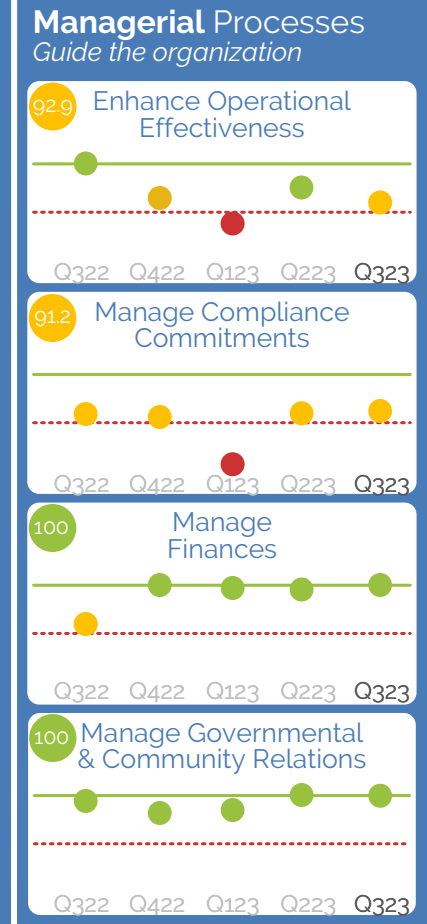 Managerial Processes
Guide the organization
92.9
Enhance Operational
Effectiveness
Q322 Q422 Q123 Q223 Q323
91.2
Manage Compliance
Commitments
Q322 Q422 Q123 Q223 Q323
100
Manage
Finances
Q322 Q422 Q123 Q223 Q323
100
Manage Governmental
& Community Relations
Q322 Q422 Q123 Q223 Q323